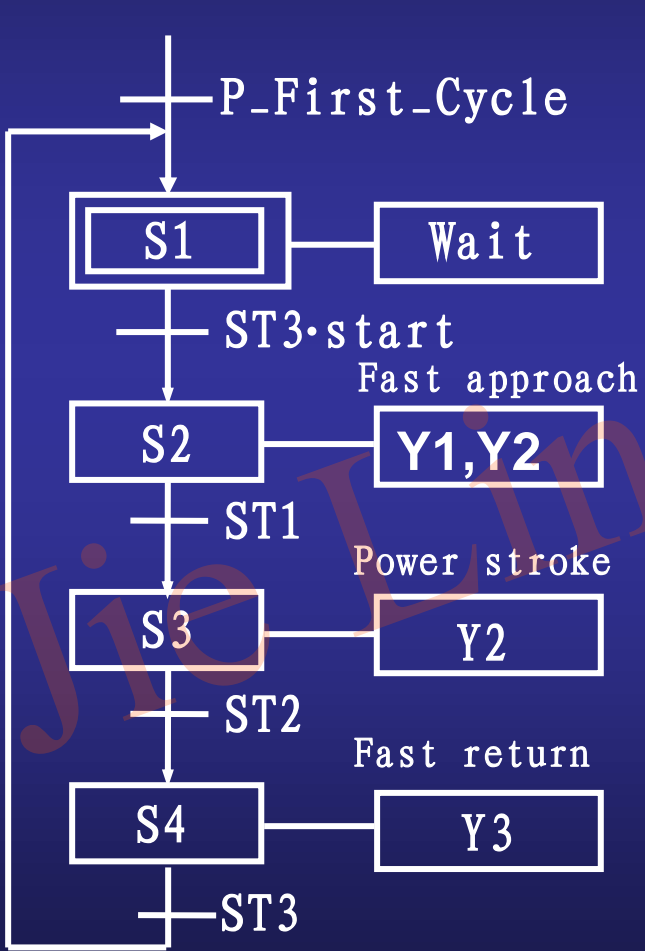 P_First_Cycle
S1
Wait
ST3·start
Fast approach
S2
Y1,Y2
ST1
Power stroke
S3
Y2
ST2
Fast return
S4
Y3
ST3
Jie Lin